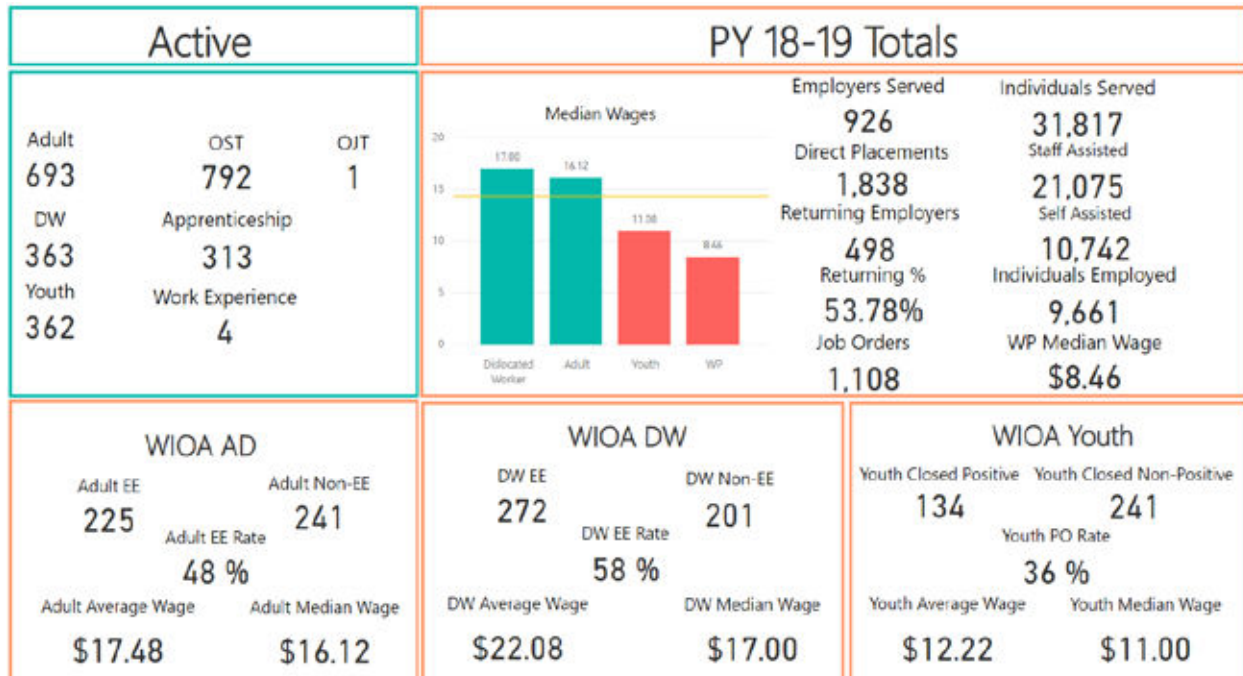 Active
PY 18-19 Totals
Adult
693
OST
792
OJT
1
DW
363
Apprenticeship
313
Youth
362
Work Experience
4
Median Wages
20
15
10
5
0
17.00
16.12
11.00
8.46
Dislocated
Worker
Adult
Youth
WP
Employers Served
926
Direct Placements
1,838
Returning Employers
498
Returning %
53.78%
Job Orders
1,108
Individuals Served
31,817
Staff Assisted
21,075
Self Assisted
10,742
Individuals Employed
9,661
WP Median Wage
$8.46
WIOA AD
Adult EE
225
Adult Non-EE
241
Adult EE Rate
48 %
Adult Average Wage
$17.48
Adult Median Wage
$16.12
WIOA DW
DW EE
272
DW Non-EE
201
DW EE Rate
58 %
DW Average Wage
$22.08
DW Median Wage
$17.00
WIOA Youth
Youth Closed Positive
134
Youth Closed Non-Positive
241
Youth PO Rate
36 %
Youth Average Wage
$12.22
Youth Median Wage
$11.00